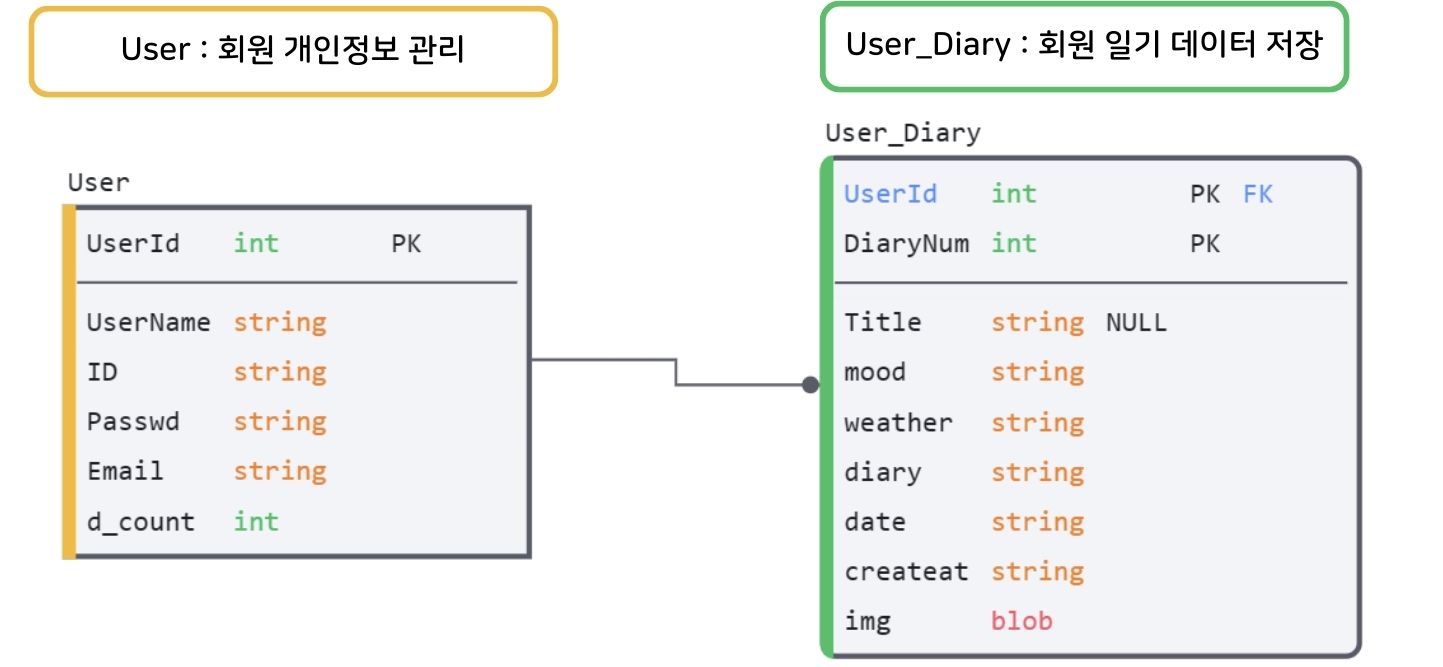 User : 회원 개인정보 관리
User_Diary : 회원 일기 데이터 저장
User
UserId int PK
UserName string
ID string
Passwd string
Email string
d_count int
User_Diary
UserId int PK FK
DiaryNum int PK
Title string NULL
mood string
weather string
diary string
date string
createat string
img blob